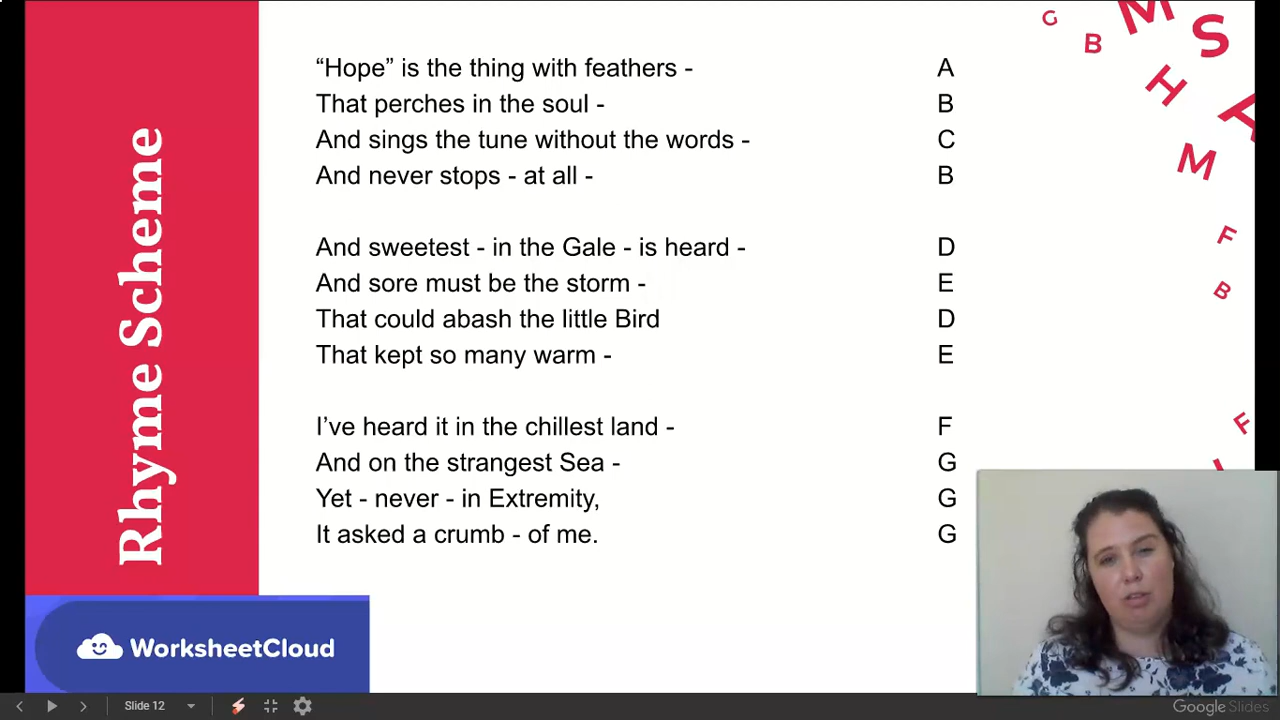 Rhyme Scheme
“Hope” is the thing with feathers - A
That perches in the soul - B
And sings the tune without the words - C
And never stops - at all - B
And sweetest - in the Gale - is heard - D
And sore must be the storm - E
That could abash the little Bird D
That kept so many warm - E
I’ve heard it in the chillest land - F
And on the strangest Sea - G
Yet - never - in Extremity, G
It asked a crumb - of me. G
G
B
M
S
H
A
M
F
B
F
WorksheetCloud
Slide 12
Google Slides